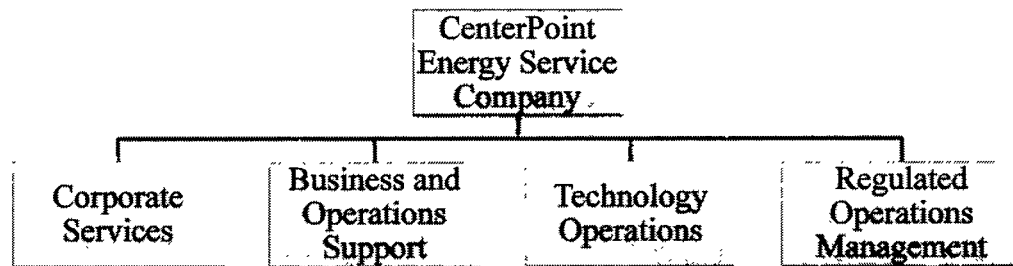 CenterPoint
Energy Service
Company
Corporate
Services
Business and
Operations
Support
Technology
Operations
Regulated
Operations
Management